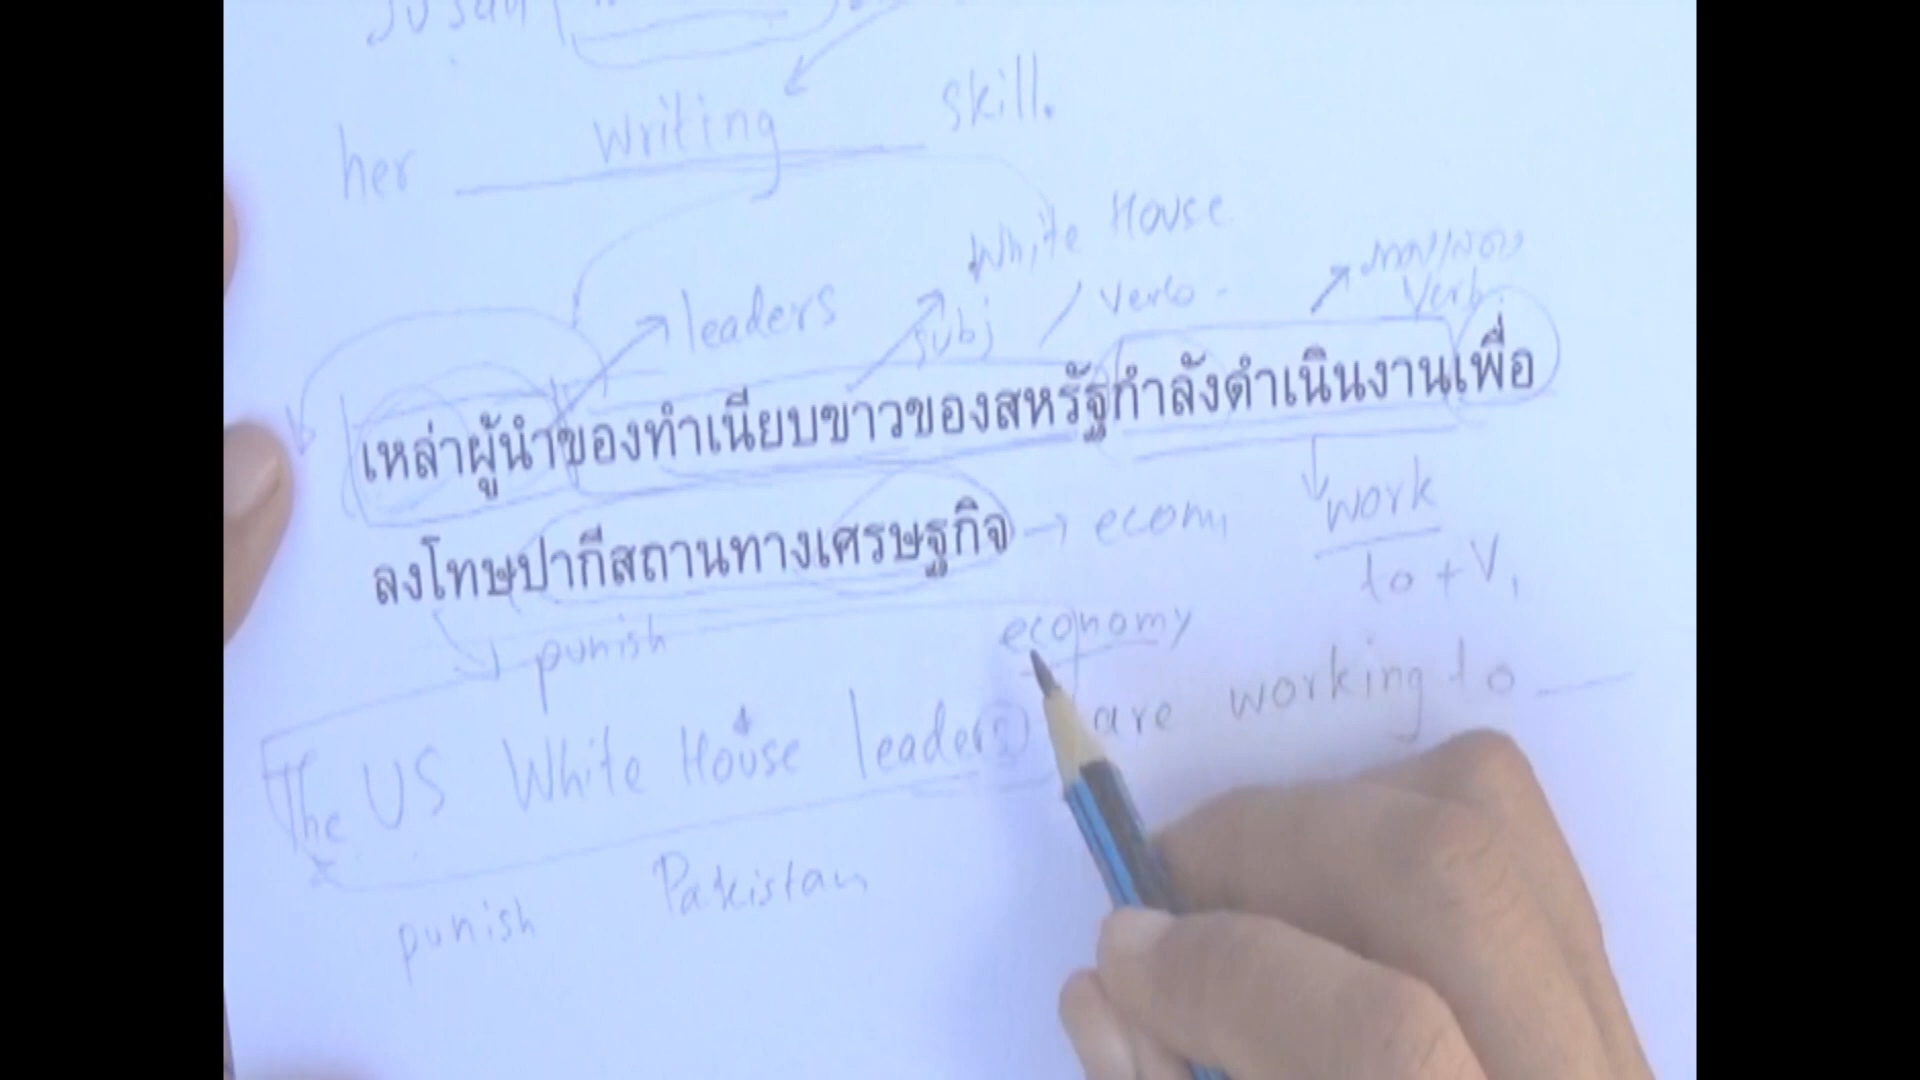 her writing skill.
White House
leaders subj / verb
verb
เหล่าผู้นำของทำเนียบขาวของสหรัฐกำลังดำเนินงานเพื่อ
work
ลงโทษปากีสถานทางเศรษฐกิจ → econ
to + V1
punish economy
The US White House leaders are working to
punish Pakistan